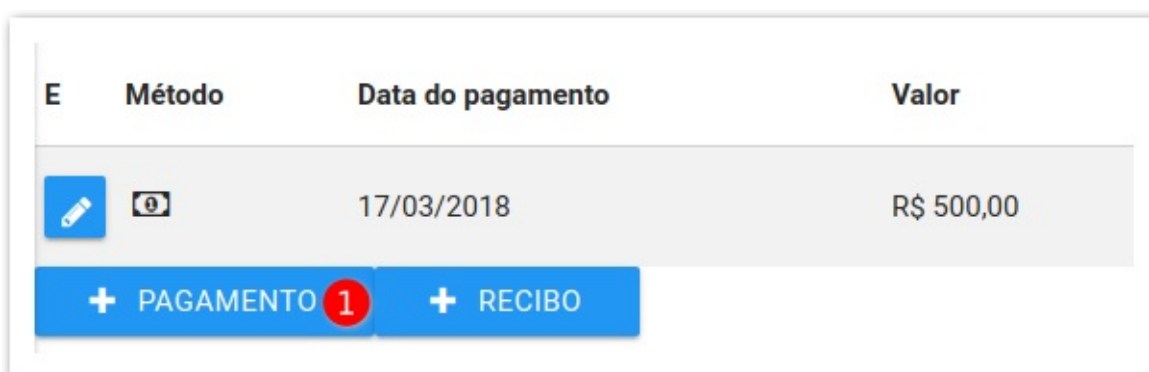 E Método Data do pagamento Valor
17/03/2018 R$ 500,00
+ PAGAMENTO 1 + RECIBO